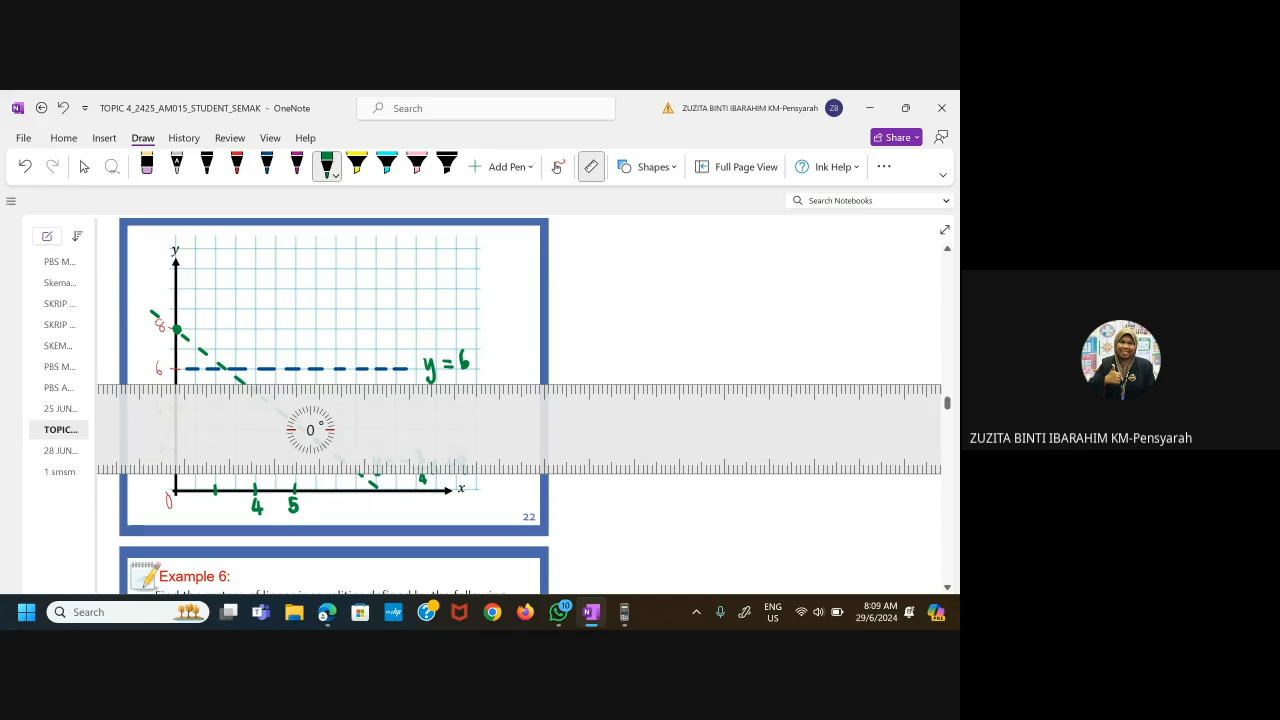 TOPIC 4_2425_AM015_STUDENT_SEMAK - OneNote
Search
ZUZITA BINTI IBARAHIM KM-Pensyarah
ZB
File Home Insert Draw History Review View Help
Share
Add Pen
Shapes
Full Page View
Ink Help
Search Notebooks
PBS M...
Skema...
SKRIP ...
SKRIP ...
SKEM...
PBS M...
PBS A...
25 JUN...
TOPIC...
28 JUN...
1 smsm
y
8
6
y = 6
0°
x
0
4
5
22
Example 6:
ZUZITA BINTI IBARAHIM KM-Pensyarah
Search
mhp
10
ENG
US
8:09 AM
29/6/2024